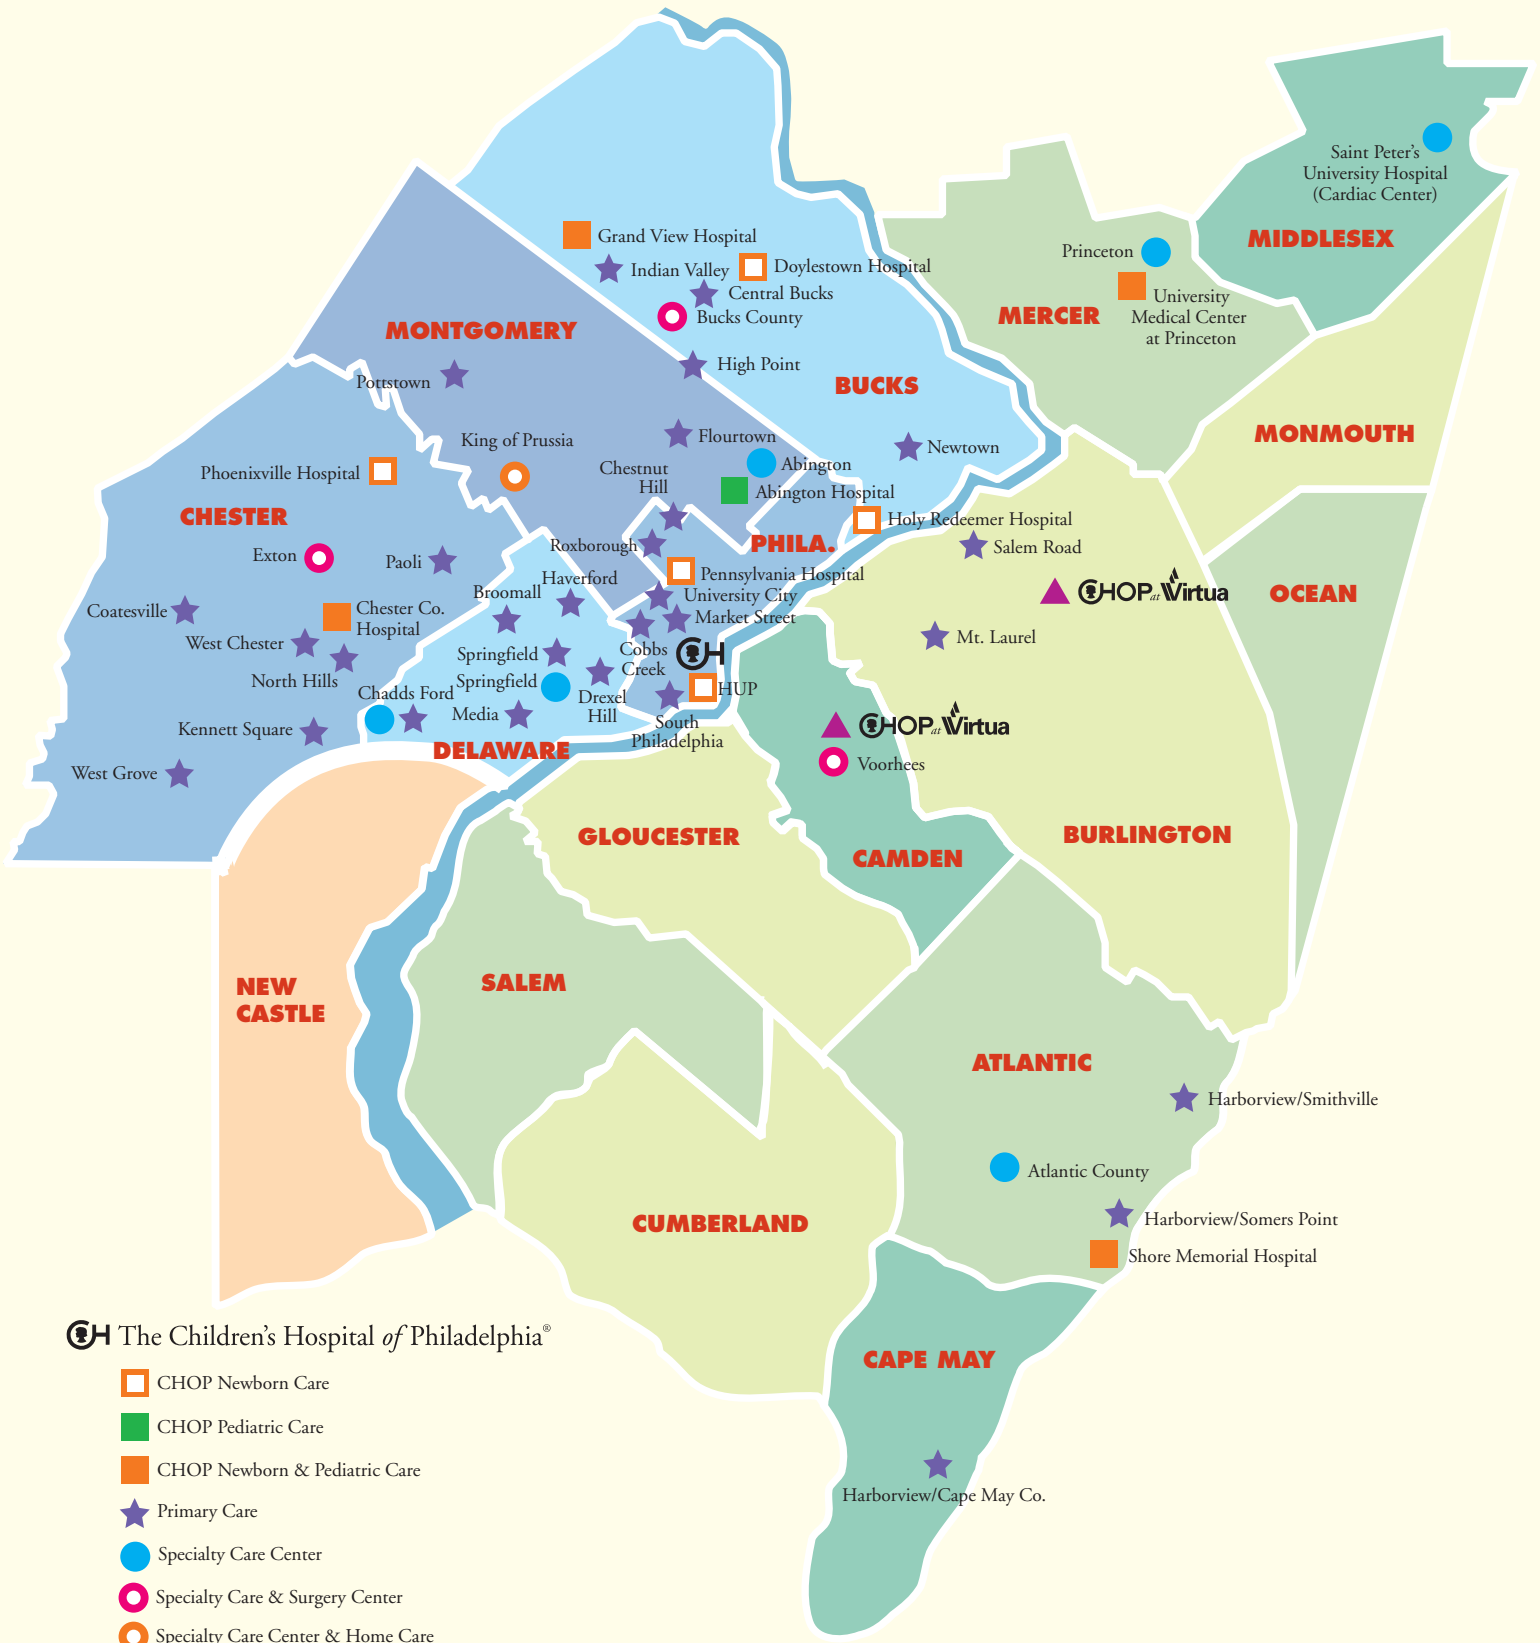 Saint Peter's
University Hospital
(Cardiac Center)
MIDDLESEX
Grand View Hospital
Indian Valley
Doylestown Hospital
Central Bucks
Bucks County
Princeton
University
Medical Center
at Princeton
MERCER
MONTGOMERY
High Point
BUCKS
Pottstown
MONMOUTH
King of Prussia
Flourtown
Newtown
Abington
Chestnut
Hill
Phoenixville Hospital
Abington Hospital
CHESTER
Holy Redeemer Hospital
PHILA.
Roxborough
Salem Road
Exton
Paoli
Haverford
Pennsylvania Hospital
Broomall
University City
CHOP at Virtua
OCEAN
Coatesville
Chester Co.
Hospital
Market Street
West Chester
Mt. Laurel
Springfield
Cobbs
Creek
CH
North Hills
Springfield
Chadds Ford
Drexel
Hill
HUP
Media
South
Philadelphia
Kennett Square
CHOP at Virtua
DELAWARE
Voorhees
West Grove
GLOUCESTER
CAMDEN
BURLINGTON
NEW
CASTLE
SALEM
ATLANTIC
Harborview/Smithville
Atlantic County
CUMBERLAND
Harborview/Somers Point
Shore Memorial Hospital
CAPE MAY
Harborview/Cape May Co.
CH The Children's Hospital of Philadelphia®
CHOP Newborn Care
CHOP Pediatric Care
CHOP Newborn & Pediatric Care
Primary Care
Specialty Care Center
Specialty Care & Surgery Center
Specialty Care Center & Home Care